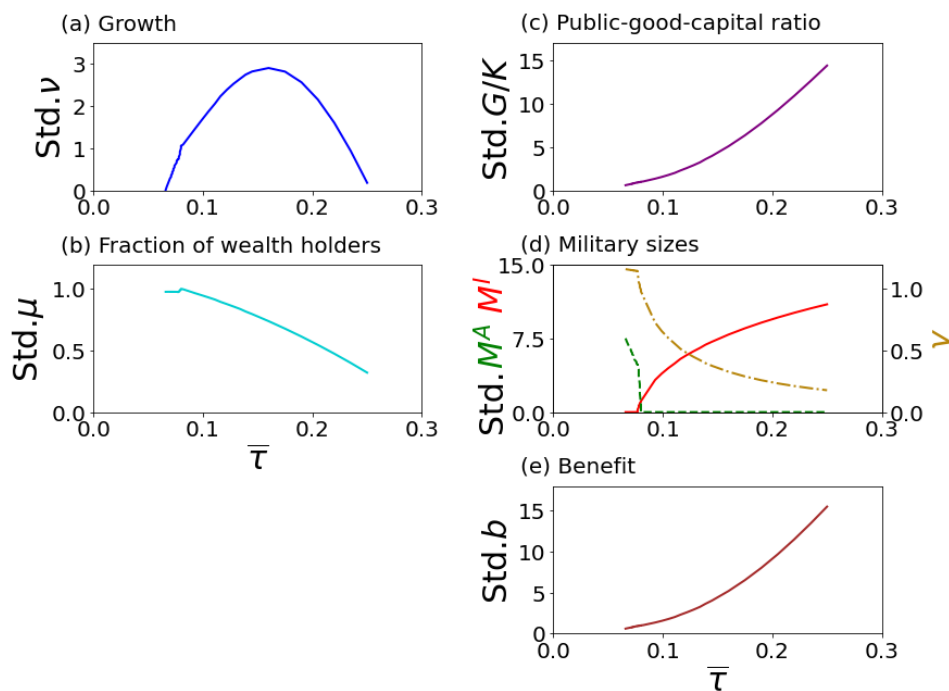 (a) Growth
Std.ν
3
2
1
0
0.0 0.1 0.2 0.3
(b) Fraction of wealth holders
Std.μ
1.0
0.5
0.0
0.0 0.1 0.2 0.3
τ̅
(c) Public-good-capital ratio
Std.G/K
15
10
5
0
0.0 0.1 0.2 0.3
(d) Military sizes
Std.M^A M^I
15.0
7.5
0.0
1.0
0.5
0.0
0.0 0.1 0.2 0.3
(e) Benefit
Std.b
15
10
5
0
0.0 0.1 0.2 0.3
τ̅